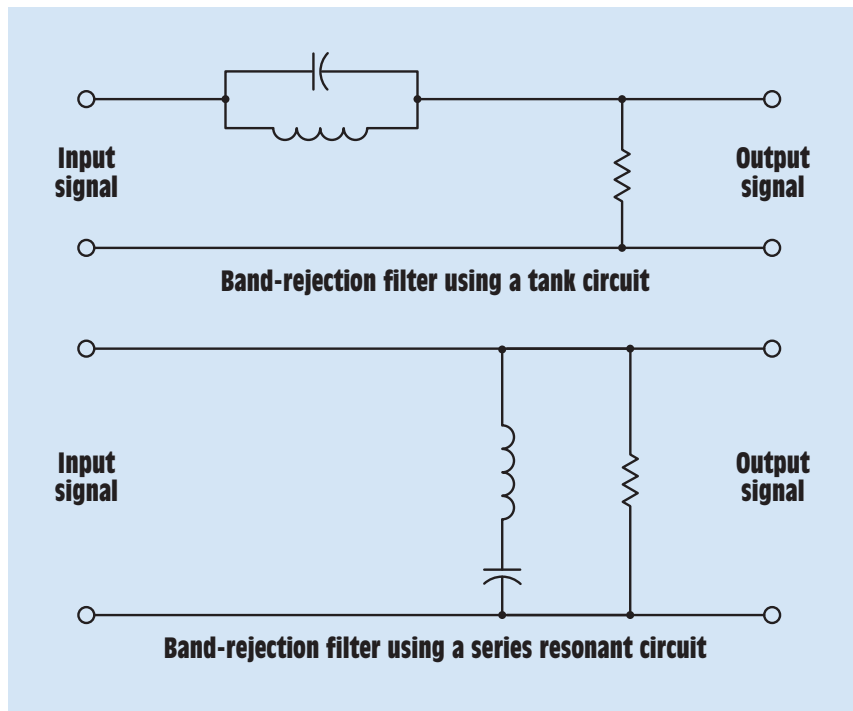 Input
signal
Output
signal
Band-rejection filter using a tank circuit
Input
signal
Output
signal
Band-rejection filter using a series resonant circuit